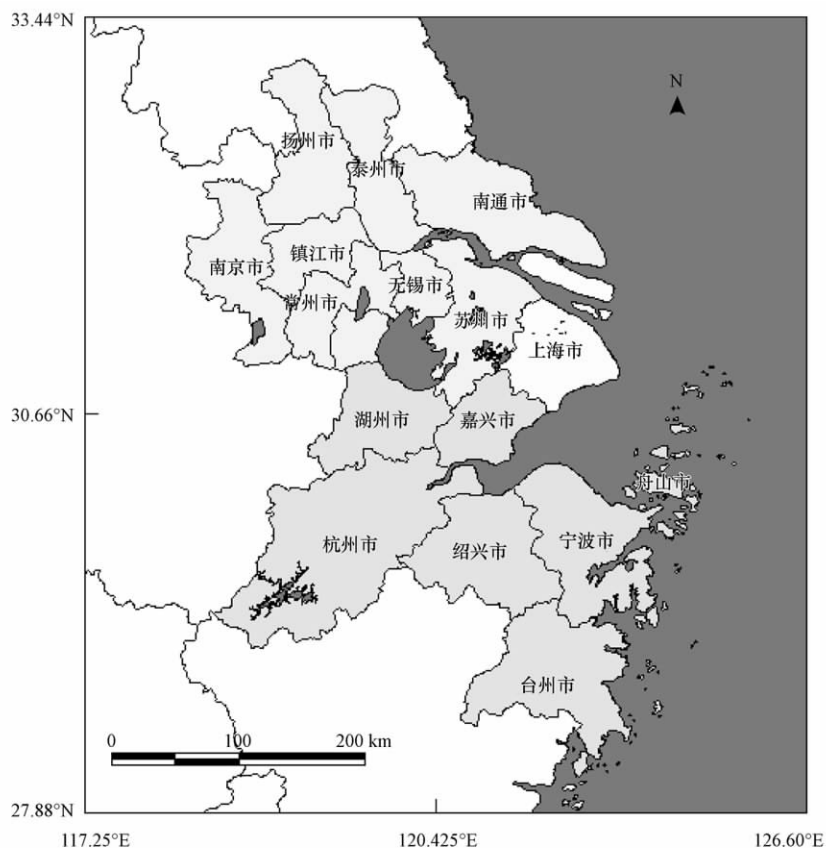 33.44°N
N
扬州市
泰州市
南通市
镇江市
南京市
无锡市
常州市
苏州市
上海市
30.66°N
湖州市
嘉兴市
舟山市
杭州市
绍兴市
宁波市
台州市
0 100 200 km
27.88°N
117.25°E 120.425°E 126.60°E